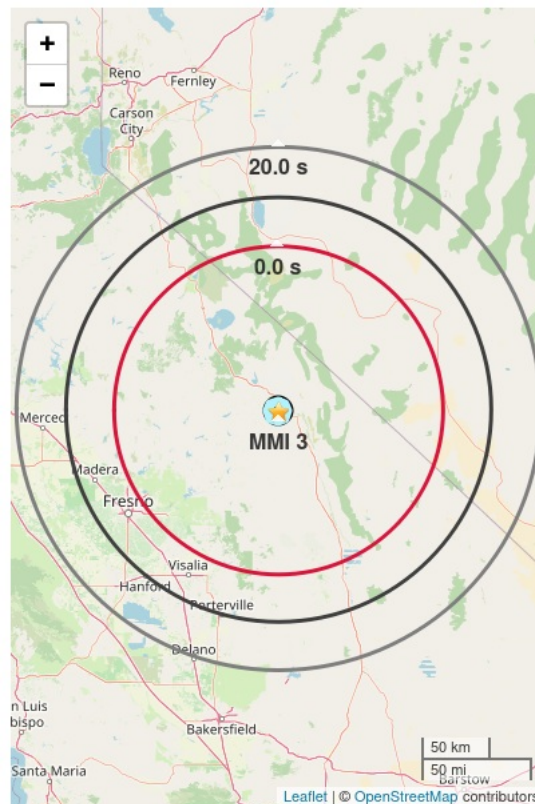 +
−
Reno
Fernley
Carson
City
20.0 s
0.0 s
MMI 3
Merced
Madera
Fresno
Visalia
Hanford
Porterville
Delano
n Luis
bispo
Bakersfield
Santa Maria
50 km
50 mi
Barstow
Leaflet | © OpenStreetMap contributors